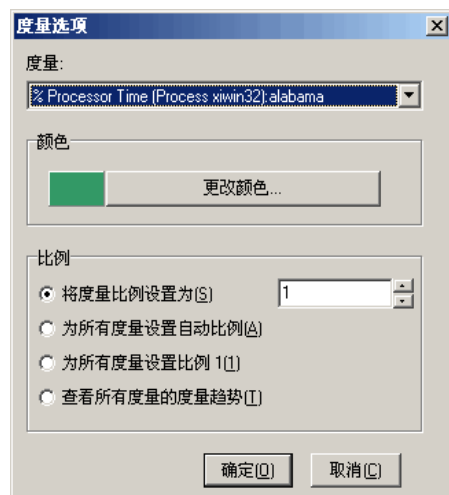 度量选项
度量:
% Processor Time (Process xiwin32):alabama
颜色
更改颜色...
比例
将度量比例设置为(S) 1
为所有度量设置自动比例(A)
为所有度量设置比例 1(1)
查看所有度量的度量趋势(T)
确定(O) 取消(C)